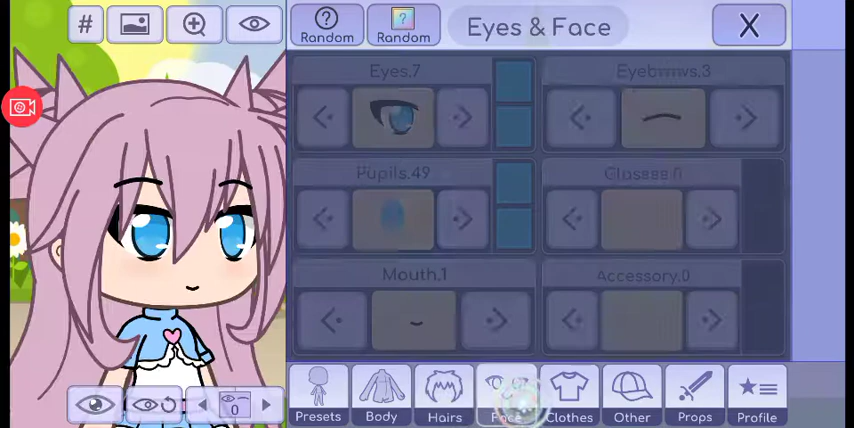 #
Random
Random
Eyes & Face
X
Eyes.7
Eyebrows.3
Pupils.49
Glasses.0
Mouth.1
Accessory.0
0
Presets
Body
Hairs
Face
Clothes
Other
Props
Profile